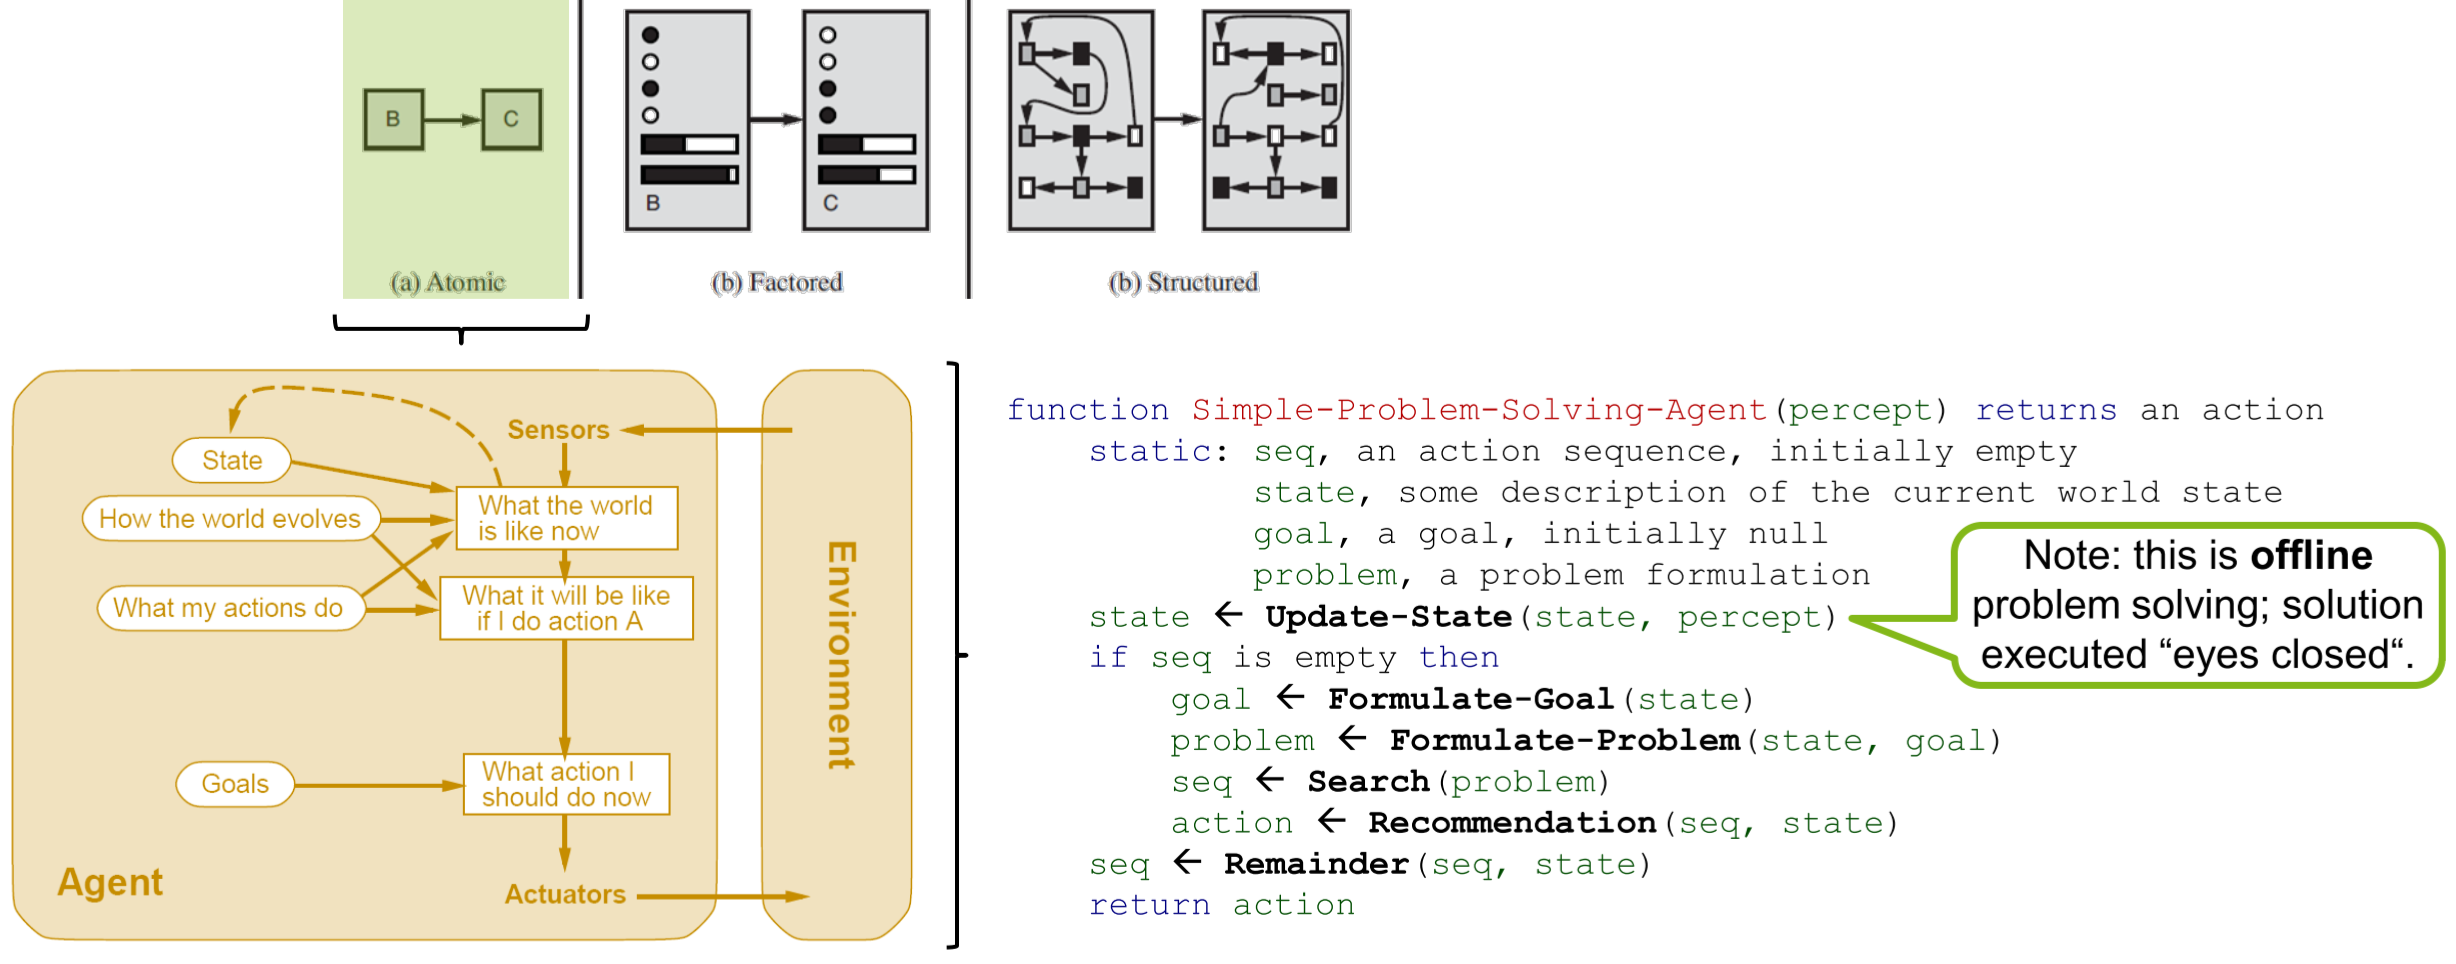 B
C
B
C
(a) Atomic
(b) Factored
(b) Structured
Sensors
State
What the world
is like now
How the world evolves
What it will be like
if I do action A
What my actions do
What action I
should do now
Goals
Agent
Actuators
Environment
function Simple-Problem-Solving-Agent(percept) returns an action
static: seq, an action sequence, initially empty
state, some description of the current world state
goal, a goal, initially null
problem, a problem formulation
state ← Update-State(state, percept)
if seq is empty then
goal ← Formulate-Goal(state)
problem ← Formulate-Problem(state, goal)
seq ← Search(problem)
action ← Recommendation(seq, state)
seq ← Remainder(seq, state)
return action
Note: this is offline
problem solving; solution
executed “eyes closed“.